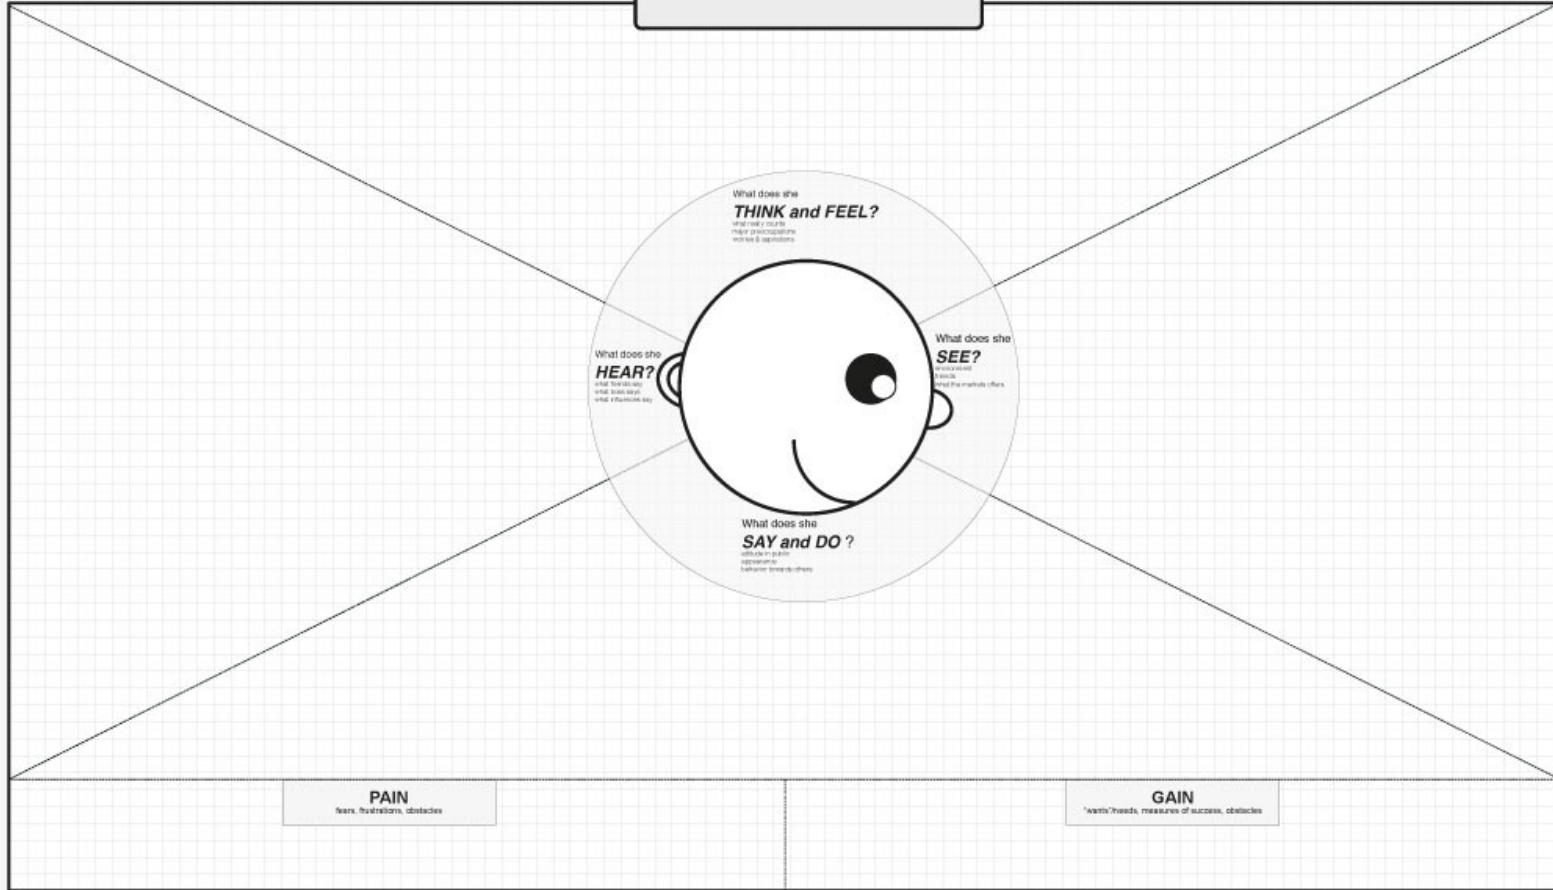 What does she
THINK and FEEL?
what really counts
major preoccupations
worries & aspirations
What does she
HEAR?
what friends say
what boss says
what influencers say
What does she
SEE?
environment
friends
what the markets offers
What does she
SAY and DO ?
attitude in public
appearance
behavior towards others
PAIN
fears, frustrations, obstacles
GAIN
"wants"/needs, measures of success, obstacles